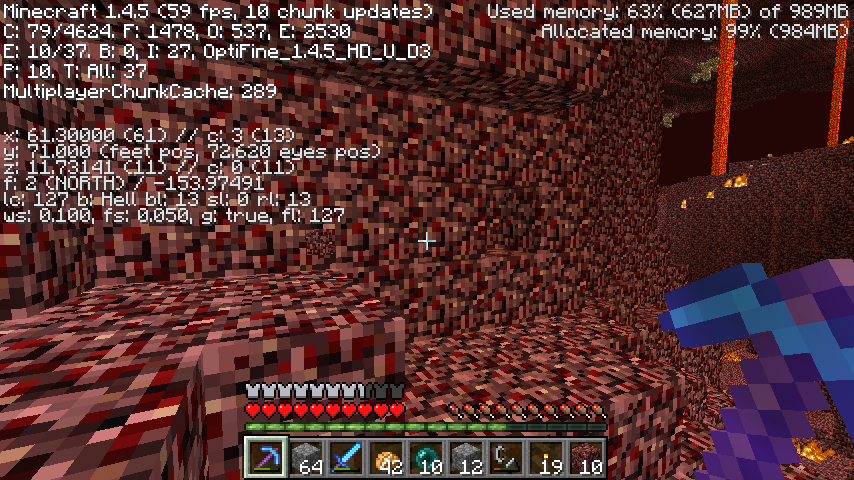 Minecraft 1.4.5 (59 fps, 10 chunk updates)
C: 79/4624. F: 1478, O: 537, E: 2530
E: 10/37. B: 0, I: 27, OptiFine_1.4.5_HD_U_D3
P: 10. T: All: 37
MultiplayerChunkCache: 289
x: 61.30000 (61) // c: 3 (13)
y: 71.000 (feet pos, 72.620 eyes pos)
z: 11.73141 (11) // c: 0 (11)
f: 2 (NORTH) / -153.97491
lc: 127 b: Hell bl: 13 sl: 0 rl: 13
ws: 0.100, fs: 0.050, g: true, fl: 127
Used memory: 63% (627MB) of 989MB
Allocated memory: 99% (984MB)
64 42 10 12 19 10